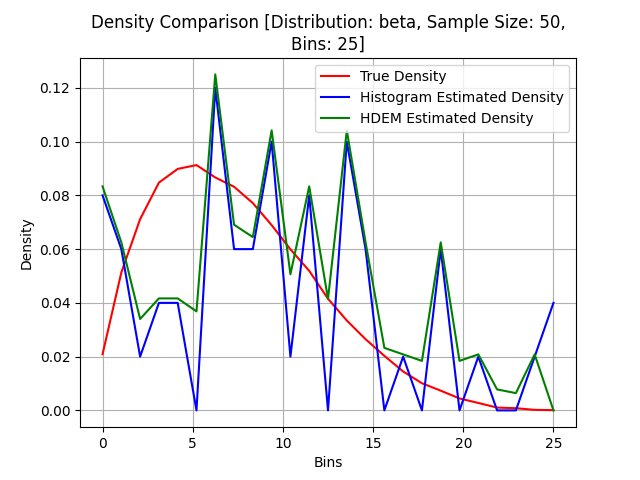 Density Comparison [Distribution: beta, Sample Size: 50,
Bins: 25]
True Density
Histogram Estimated Density
HDEM Estimated Density
Density
0.12
0.10
0.08
0.06
0.04
0.02
0.00
0 5 10 15 20 25
Bins